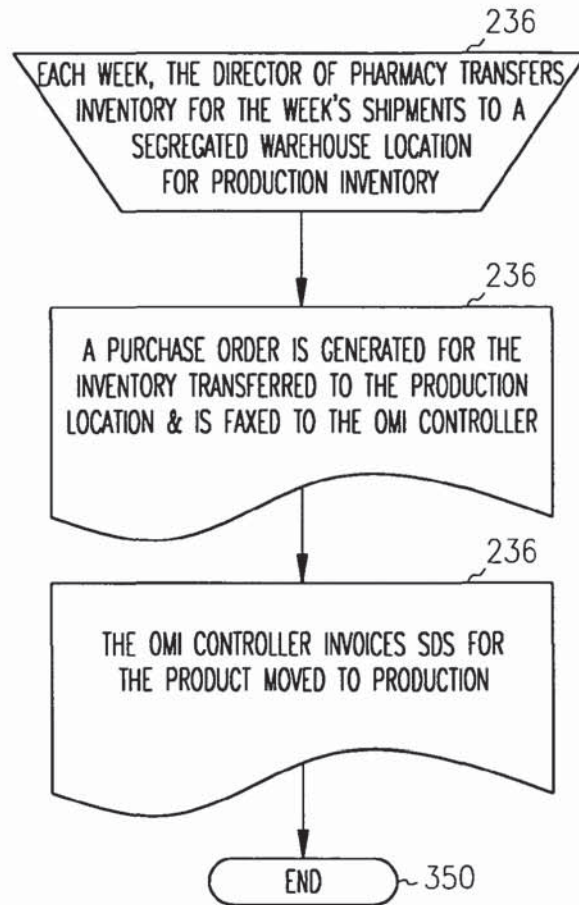 236
EACH WEEK, THE DIRECTOR OF PHARMACY TRANSFERS
INVENTORY FOR THE WEEK'S SHIPMENTS TO A
SEGREGATED WAREHOUSE LOCATION
FOR PRODUCTION INVENTORY
236
A PURCHASE ORDER IS GENERATED FOR THE
INVENTORY TRANSFERRED TO THE PRODUCTION
LOCATION & IS FAXED TO THE OMI CONTROLLER
236
THE OMI CONTROLLER INVOICES SDS FOR
THE PRODUCT MOVED TO PRODUCTION
END 350